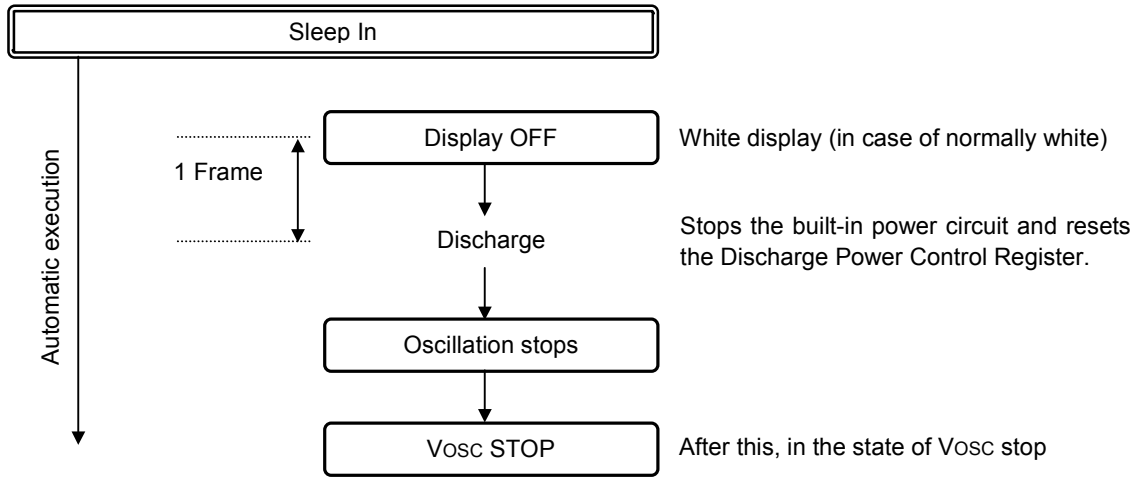 Sleep In
Display OFF
White display (in case of normally white)
1 Frame
Automatic execution
Discharge
Stops the built-in power circuit and resets
the Discharge Power Control Register.
Oscillation stops
VOSC STOP
After this, in the state of VOSC stop